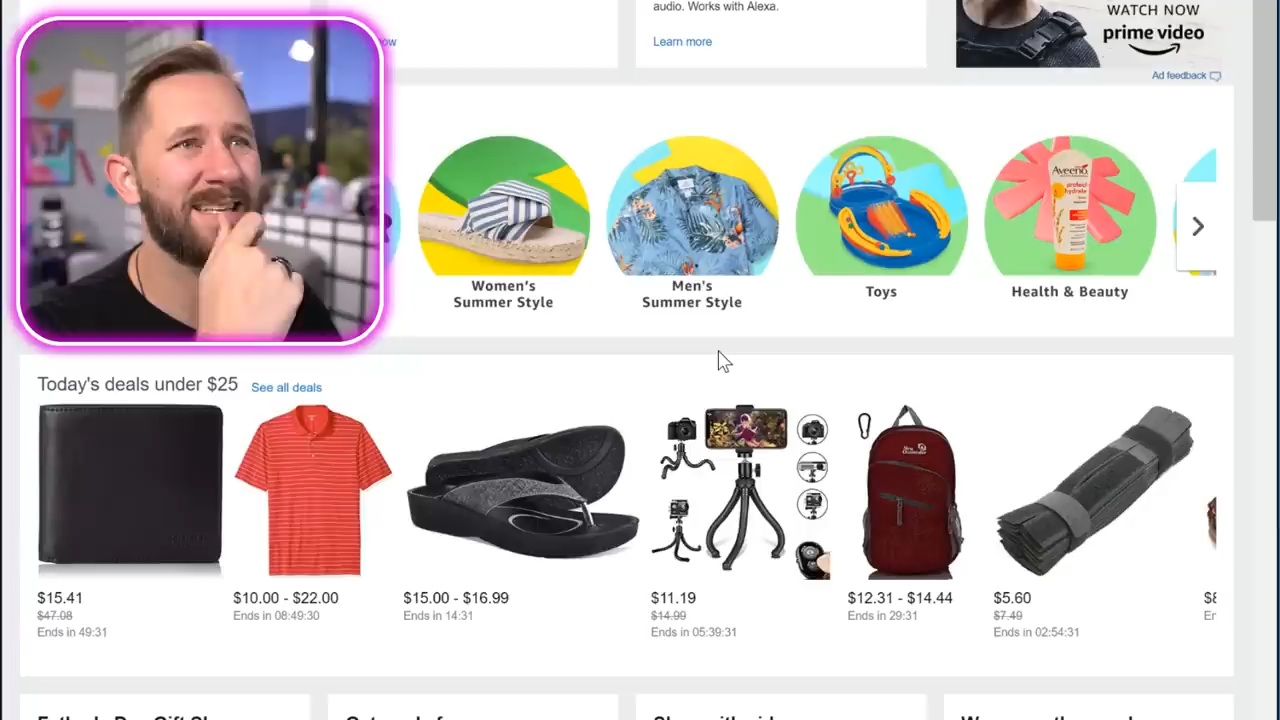 audio. Works with Alexa.
Learn more
WATCH NOW
prime video
Ad feedback
Aveeno
Women's
Summer Style
Men's
Summer Style
Toys
Health & Beauty
Today's deals under $25
See all deals
$15.41
$47.08
Ends in 49:31
$10.00 - $22.00
Ends in 08:49:30
$15.00 - $16.99
Ends in 14:31
$11.19
$14.99
Ends in 05:39:31
$12.31 - $14.44
Ends in 29:31
$5.60
$7.49
Ends in 02:54:31